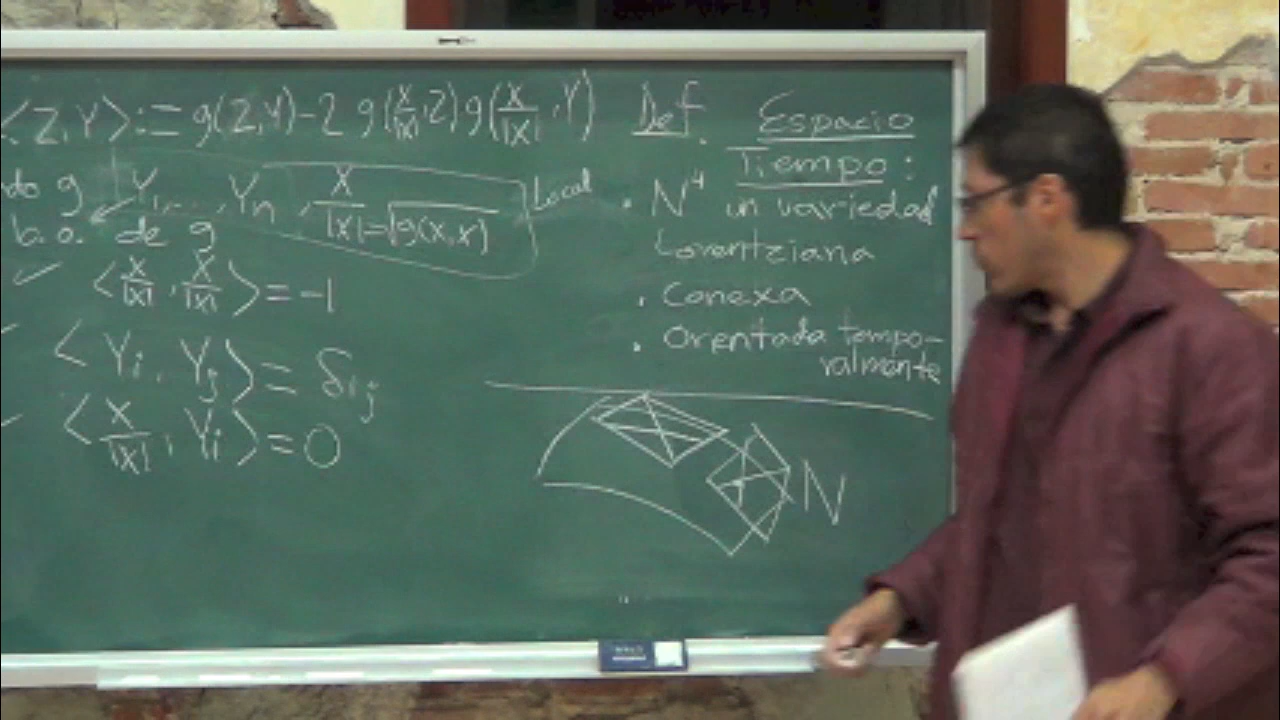 <Z,Y> := g(Z,Y)-2 g(X/|X|,Z)g(X/|X|,Y)
do g Y₁,...,Yn, X/|X|=√g(X,X) Local
b.o. de g
<X/|X|, X/|X|> = -1
<Yi, Yj> = δij
<X/|X|, Yi> = 0
Def. Espacio
Tiempo:
• N⁴ un variedad
Lorentziana
• Conexa
• Orentada tempo-
ralmente
N